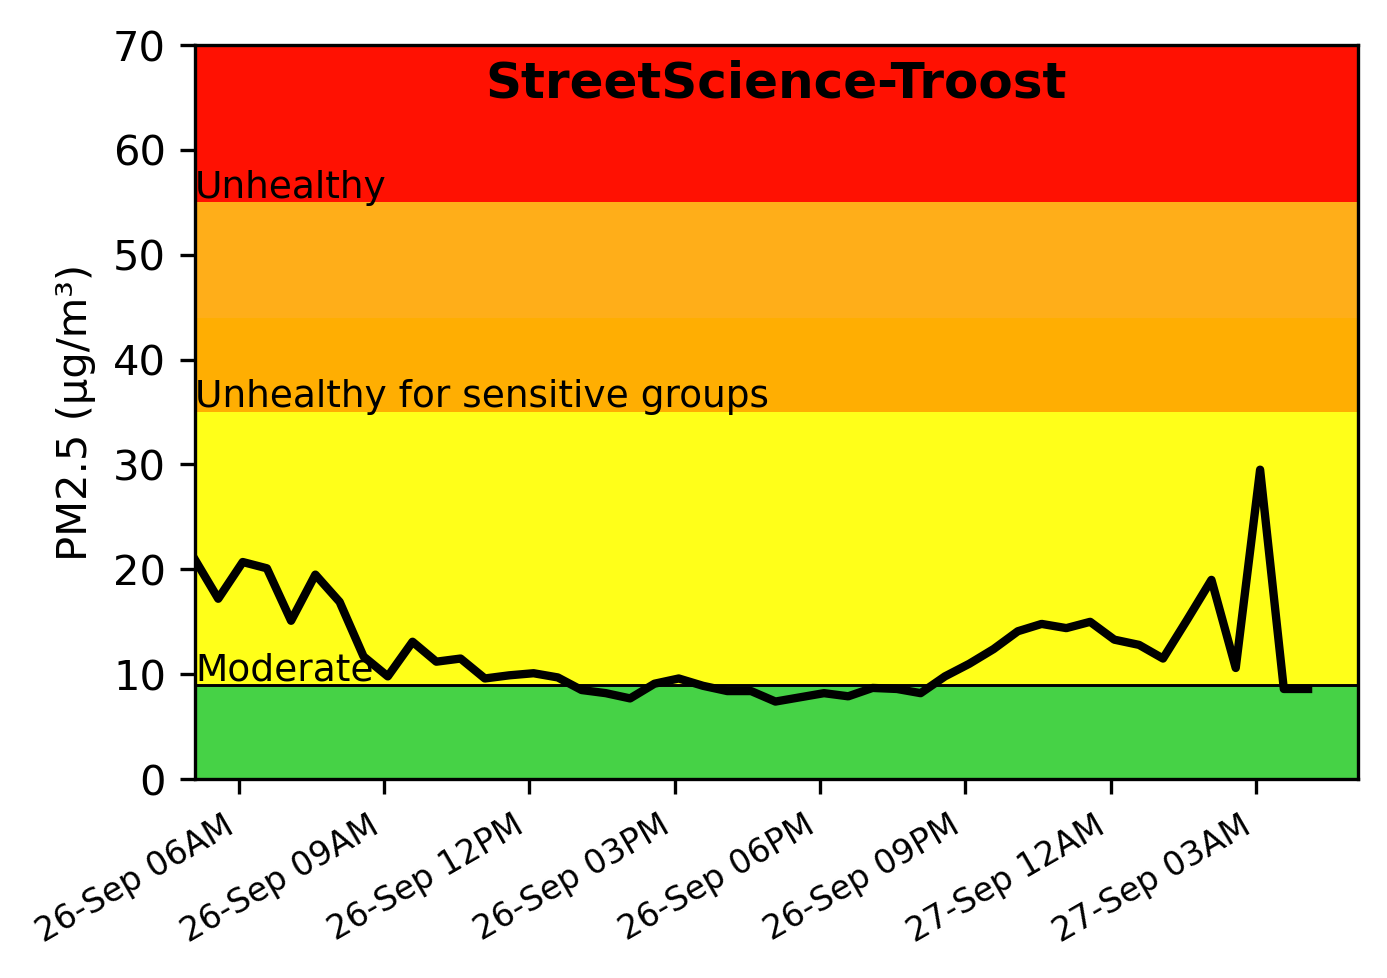 StreetScience-Troost
70
60
50
40
30
20
10
0
PM2.5 (µg/m³)
Unhealthy
Unhealthy for sensitive groups
Moderate
26-Sep 06AM
26-Sep 09AM
26-Sep 12PM
26-Sep 03PM
26-Sep 06PM
26-Sep 09PM
27-Sep 12AM
27-Sep 03AM